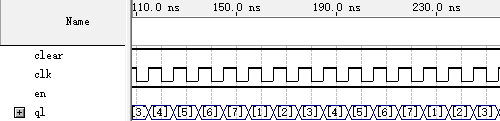 Name
110.0 ns 150.0 ns 190.0 ns 230.0 ns
clear
clk
en
ql [3] [4] [5] [6] [7] [1] [2] [3] [4] [5] [6] [7] [1] [2] [3]